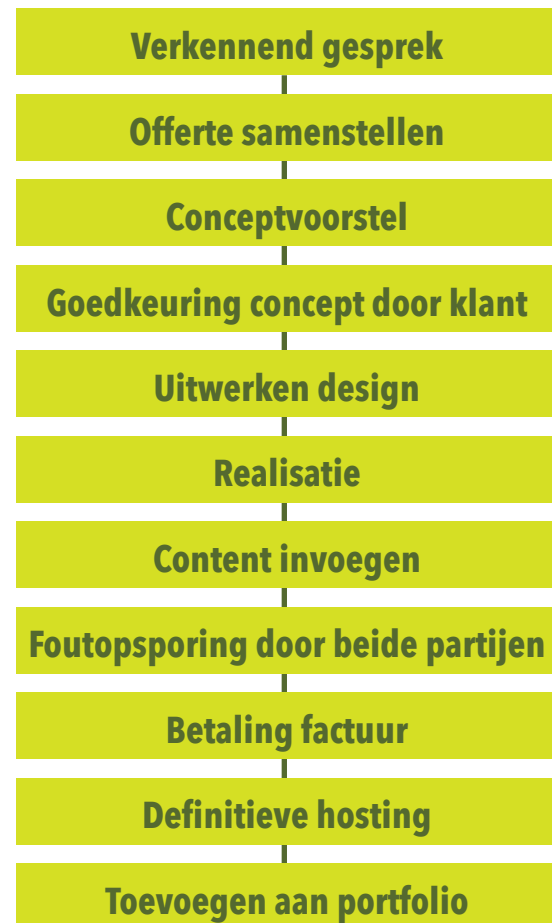 Verkennend gesprek
Offerte samenstellen
Conceptvoorstel
Goedkeuring concept door klant
Uitwerken design
Realisatie
Content invoegen
Foutopsporing door beide partijen
Betaling factuur
Definitieve hosting
Toevoegen aan portfolio